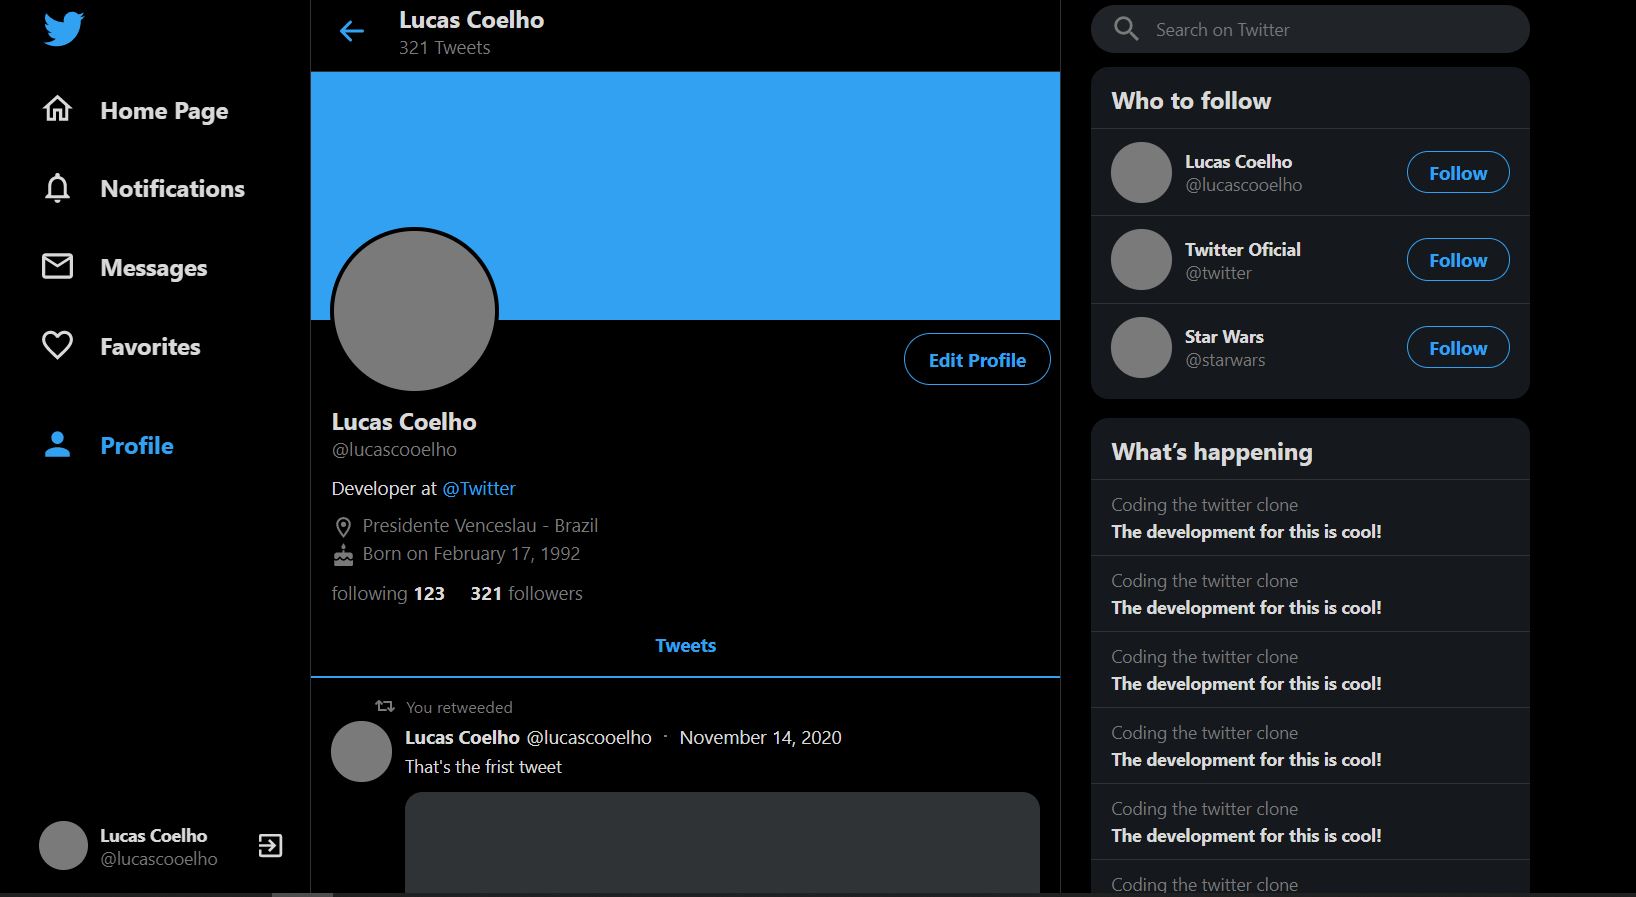 Home Page
Notifications
Messages
Favorites
Profile
Lucas Coelho
@lucascooelho
Lucas Coelho
321 Tweets
Edit Profile
Lucas Coelho
@lucascooelho
Developer at @Twitter
Presidente Venceslau - Brazil
Born on February 17, 1992
following 123 321 followers
Tweets
You retweeded
Lucas Coelho @lucascooelho · November 14, 2020
That's the frist tweet
Search on Twitter
Who to follow
Lucas Coelho
@lucascooelho
Follow
Twitter Oficial
@twitter
Follow
Star Wars
@starwars
Follow
What’s happening
Coding the twitter clone
The development for this is cool!
Coding the twitter clone
The development for this is cool!
Coding the twitter clone
The development for this is cool!
Coding the twitter clone
The development for this is cool!
Coding the twitter clone
The development for this is cool!
Coding the twitter clone